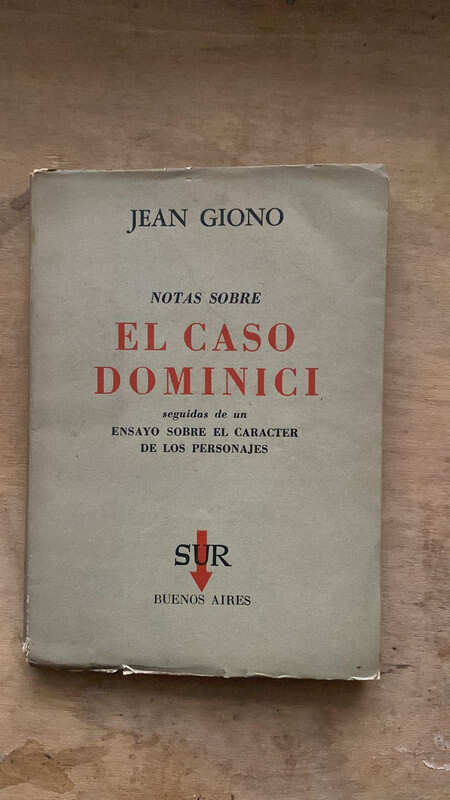 JEAN GIONO
NOTAS SOBRE
EL CASO
DOMINICI
seguidas de un
ENSAYO SOBRE EL CARACTER
DE LOS PERSONAJES
SUR
BUENOS AIRES